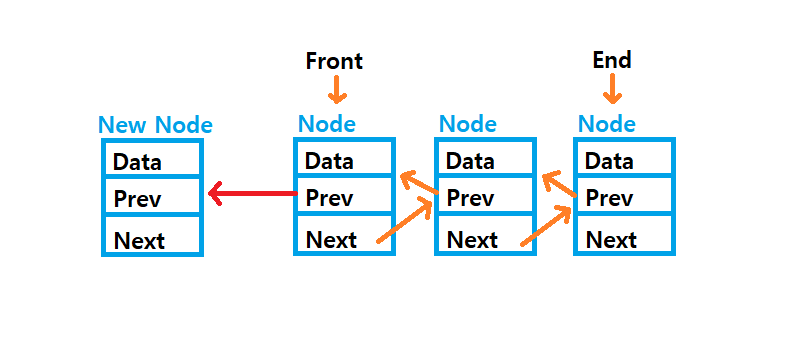 Front
End
New Node
Node
Node
Node
Data
Data
Data
Data
Prev
Prev
Prev
Prev
Next
Next
Next
Next